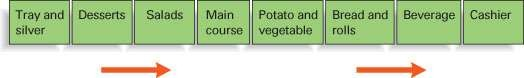 Tray and
silver
Desserts
Salads
Main
course
Potato and
vegetable
Bread and
rolls
Beverage
Cashier